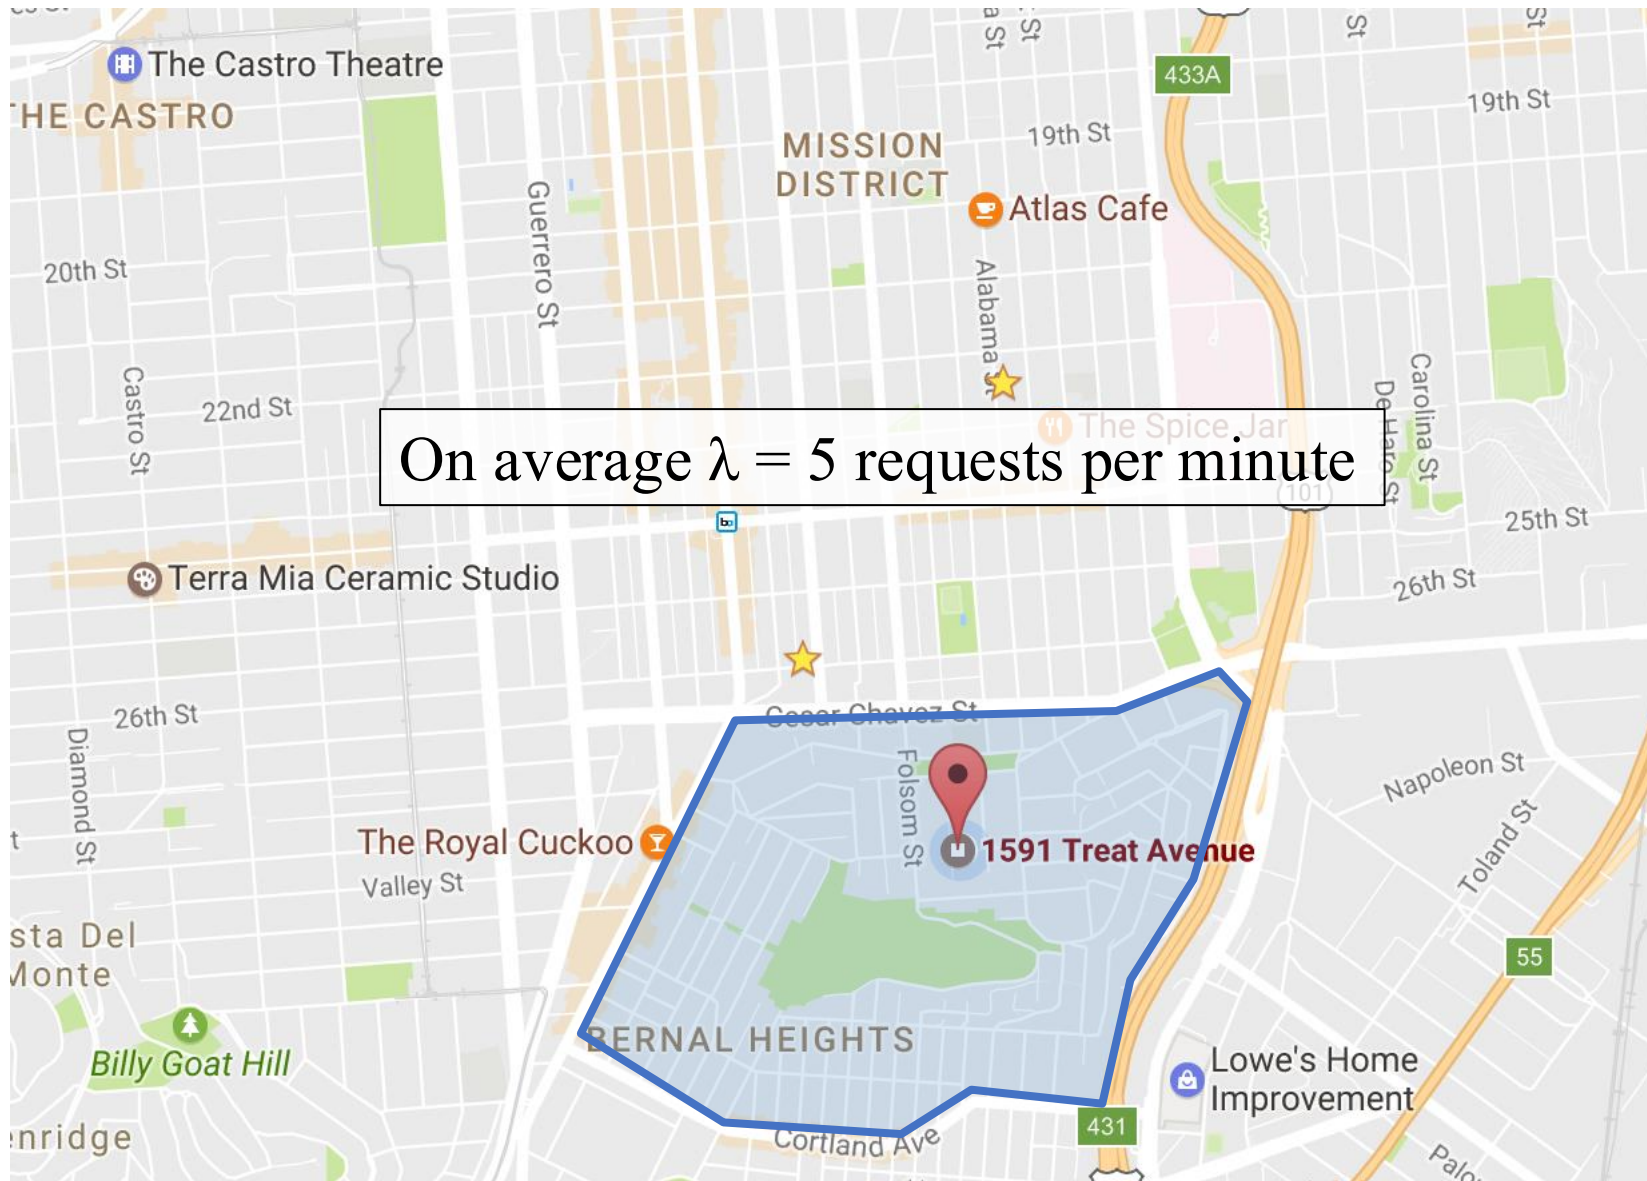 The Castro Theatre
433A
19th St
THE CASTRO
MISSION
DISTRICT
19th St
Guerrero St
Atlas Cafe
20th St
Alabama St
Castro St
22nd St
Carolina St
De Haro St
The Spice Jar
On average λ = 5 requests per minute
101
25th St
Terra Mia Ceramic Studio
26th St
26th St
Cesar Chavez St
Diamond St
Folsom St
Napoleon St
The Royal Cuckoo
1591 Treat Avenue
Toland St
Valley St
sta Del
Monte
55
BERNAL HEIGHTS
Billy Goat Hill
Lowe's Home
Improvement
431
enridge
Cortland Ave
Palo